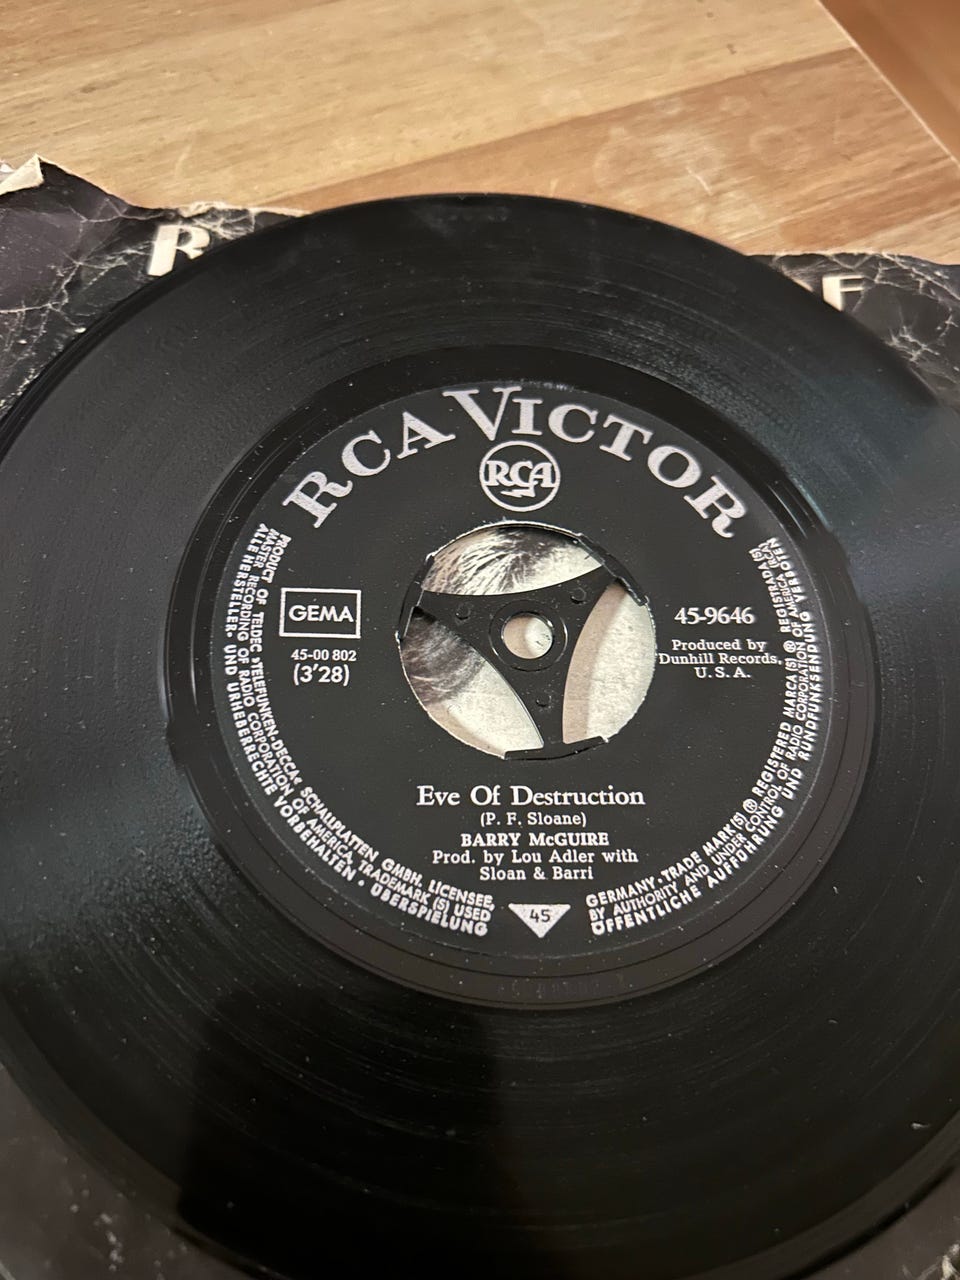 R
F
RCA VICTOR
RCA
GEMA
45-00 802
(3'28)
45-9646
Produced by
Dunhill Records,
U. S. A.
Eve Of Destruction
(P. F. Sloane)
BARRY McGUIRE
Prod. by Lou Adler with
Sloan & Barri
45
PRODUCT OF TELDEC »TELEFUNKEN-DECCA« SCHALLPLATTEN GMBH, LICENSEE,
MASTER RECORDING OF RADIO CORPORATION OF AMERICA, TRADEMARK (S) USED
ALLE HERSTELLER- UND URHEBERRECHTE VORBEHALTEN • ÜBERSPIELUNG
GERMANY • TRADE MARK(S) ® REGISTERED MARCA(S) ® REGISTRADA(S)
BY AUTHORITY AND UNDER CONTROL OF RADIO CORPORATION OF AMERICA (RCA)
ÖFFENTLICHE AUFFÜHRUNG UND RUNDFUNKSENDUNG VERBOTEN